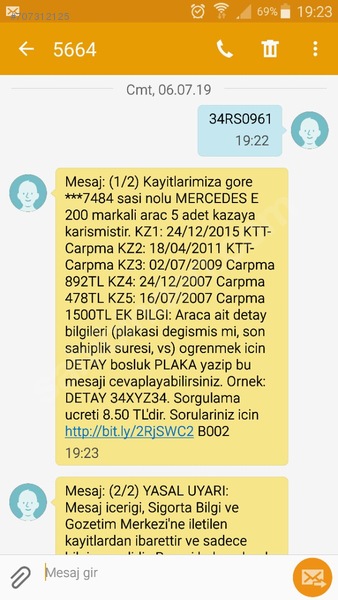 707312125
69% 19:23
5664
Cmt, 06.07.19
34RS0961
19:22
Mesaj: (1/2) Kayitlarimiza gore
***7484 sasi nolu MERCEDES E
200 markali arac 5 adet kazaya
karismistir. KZ1: 24/12/2015 KTT-
Carpma KZ2: 18/04/2011 KTT-
Carpma KZ3: 02/07/2009 Carpma
892TL KZ4: 24/12/2007 Carpma
478TL KZ5: 16/07/2007 Carpma
1500TL EK BILGI: Araca ait detay
bilgileri (plakasi degismis mi, son
sahiplik suresi, vs) ogrenmek icin
DETAY bosluk PLAKA yazip bu
mesaji cevaplayabilirsiniz. Ornek:
DETAY 34XYZ34. Sorgulama
ucreti 8.50 TL'dir. Sorulariniz icin
http://bit.ly/2RjSWC2 B002
19:23
Mesaj: (2/2) YASAL UYARI:
Mesaj icerigi, Sigorta Bilgi ve
Gozetim Merkezi'ne iletilen
kayitlardan ibarettir ve sadece
Mesaj gir